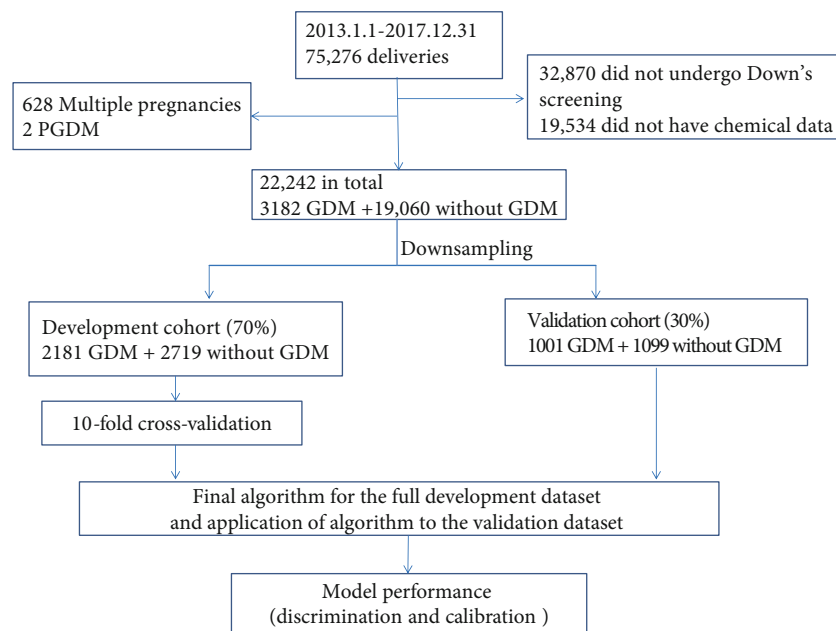 2013.1.1-2017.12.31
75,276 deliveries
32,870 did not undergo Down's
screening
19,534 did not have chemical data
628 Multiple pregnancies
2 PGDM
22,242 in total
3182 GDM +19,060 without GDM
Downsampling
Development cohort (70%)
2181 GDM + 2719 without GDM
Validation cohort (30%)
1001 GDM + 1099 without GDM
10-fold cross-validation
Final algorithm for the full development dataset
and application of algorithm to the validation dataset
Model performance
(discrimination and calibration )